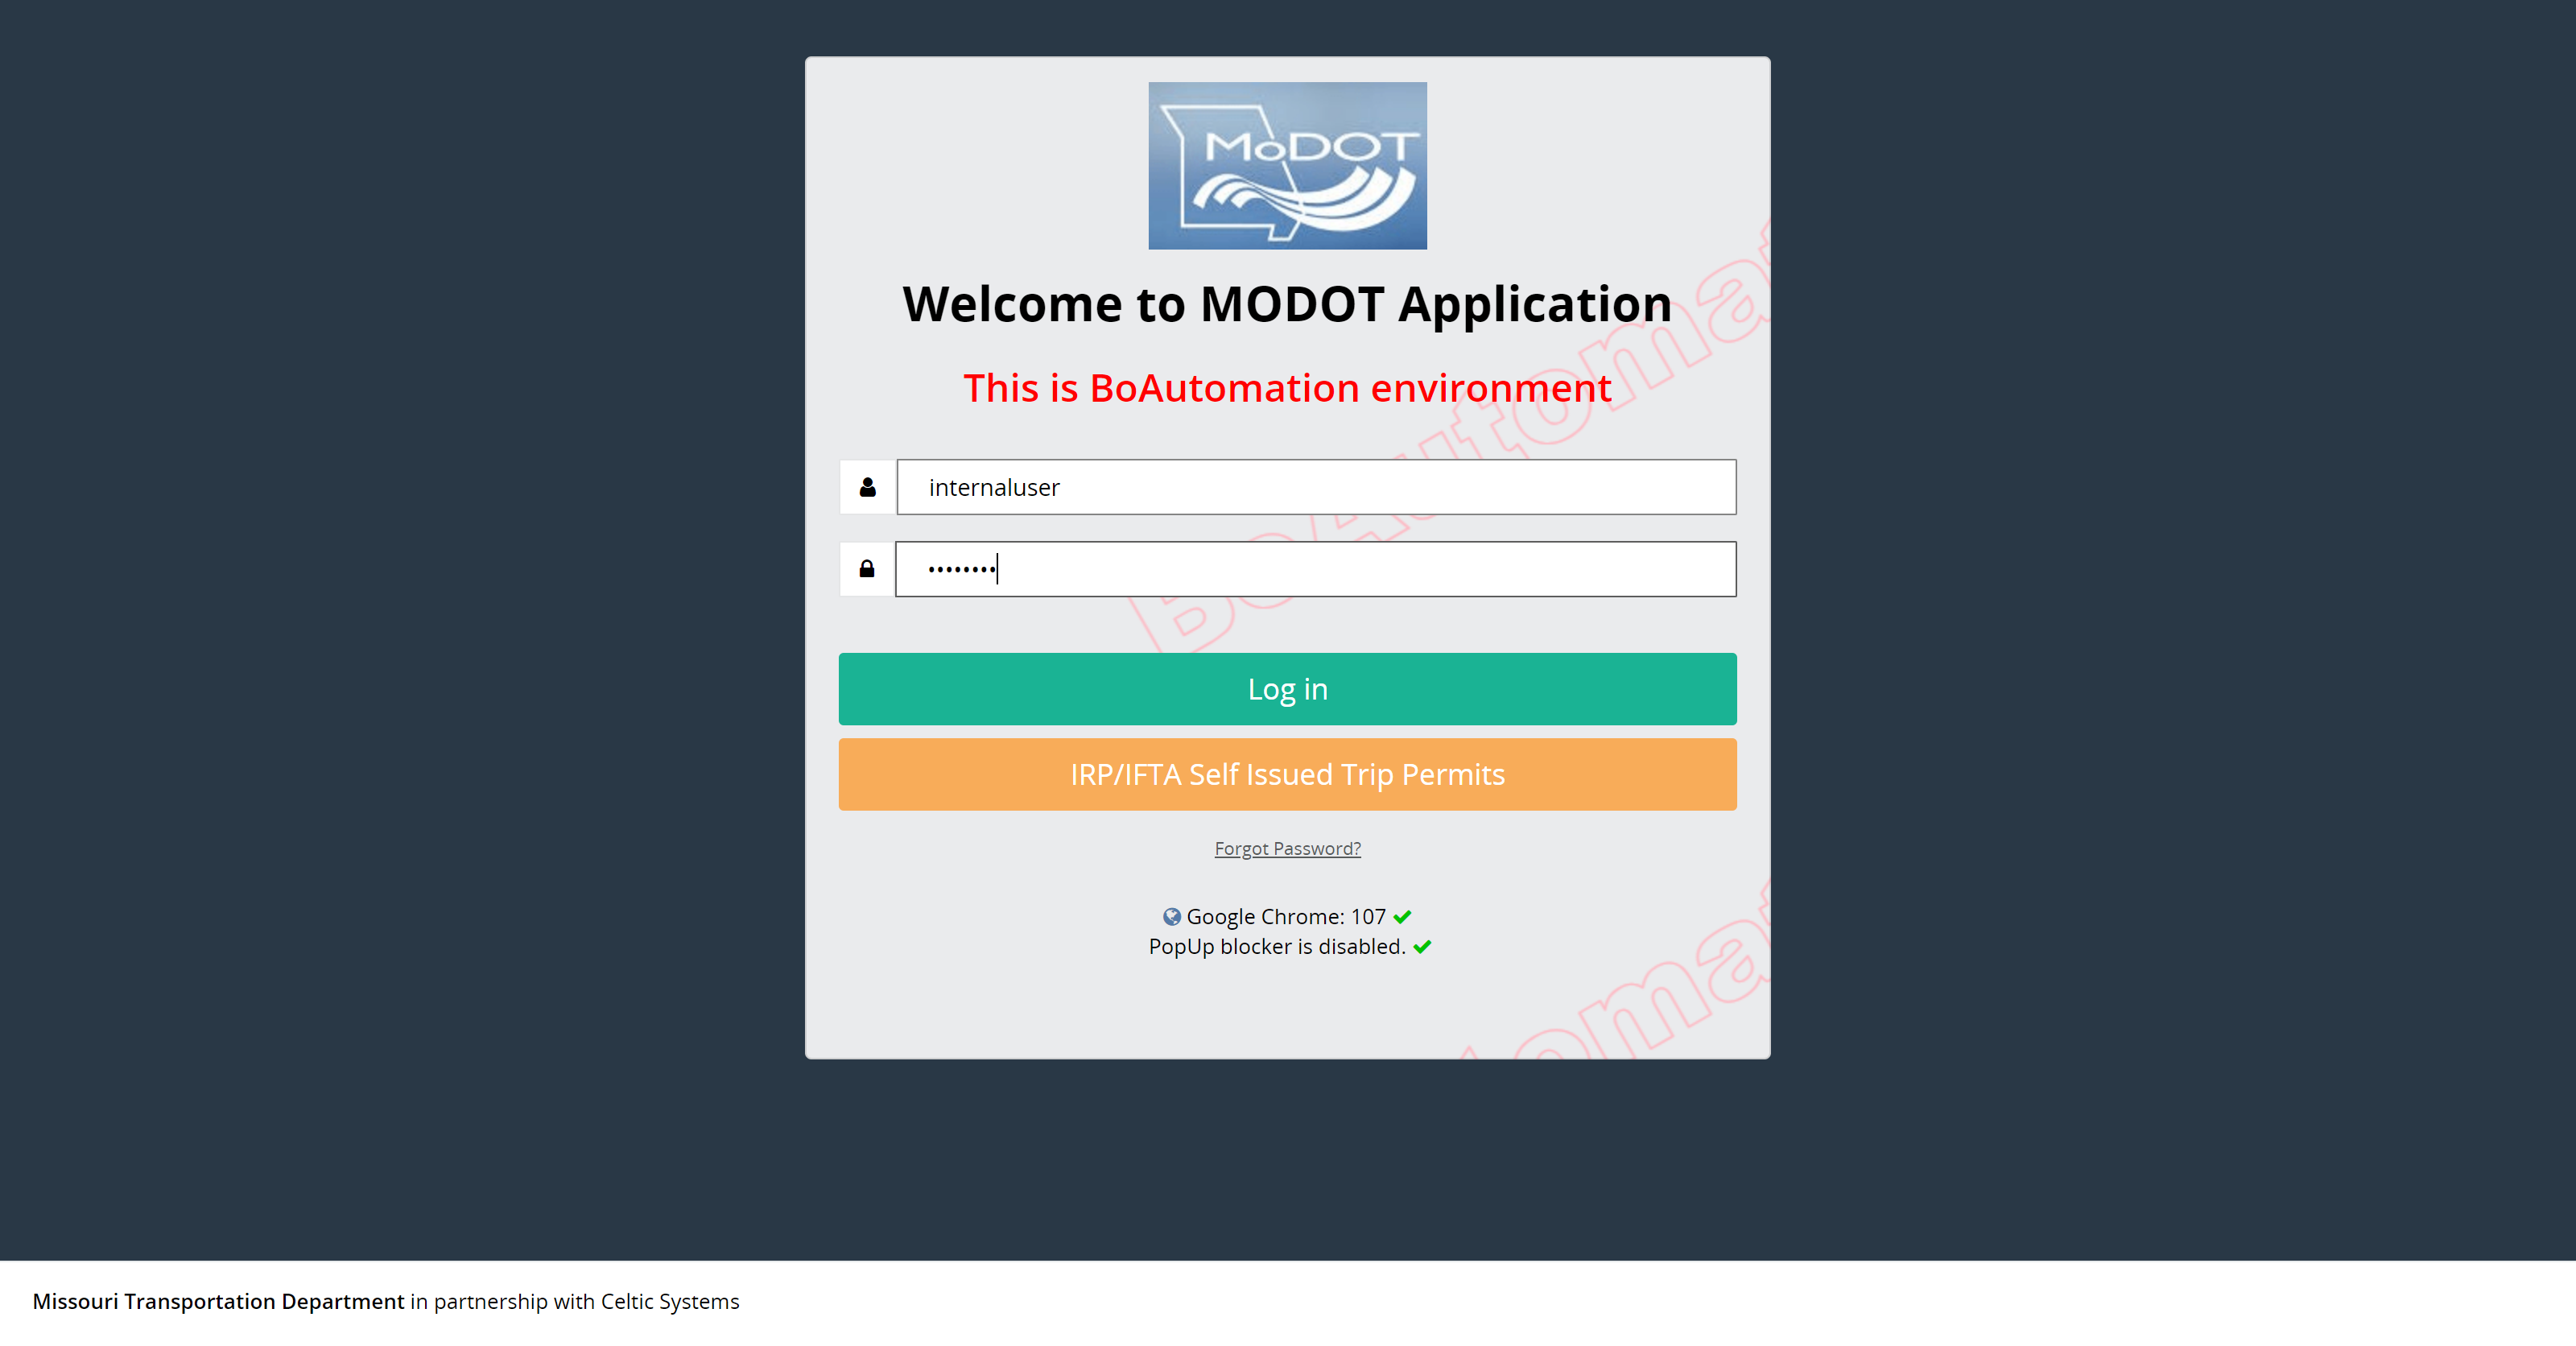 MoDOT
Welcome to MODOT Application
This is BoAutomation environment
internaluser
••••••••
Log in
IRP/IFTA Self Issued Trip Permits
Forgot Password?
Google Chrome: 107
PopUp blocker is disabled.
BoAutomat
tomat
Missouri Transportation Department in partnership with Celtic Systems